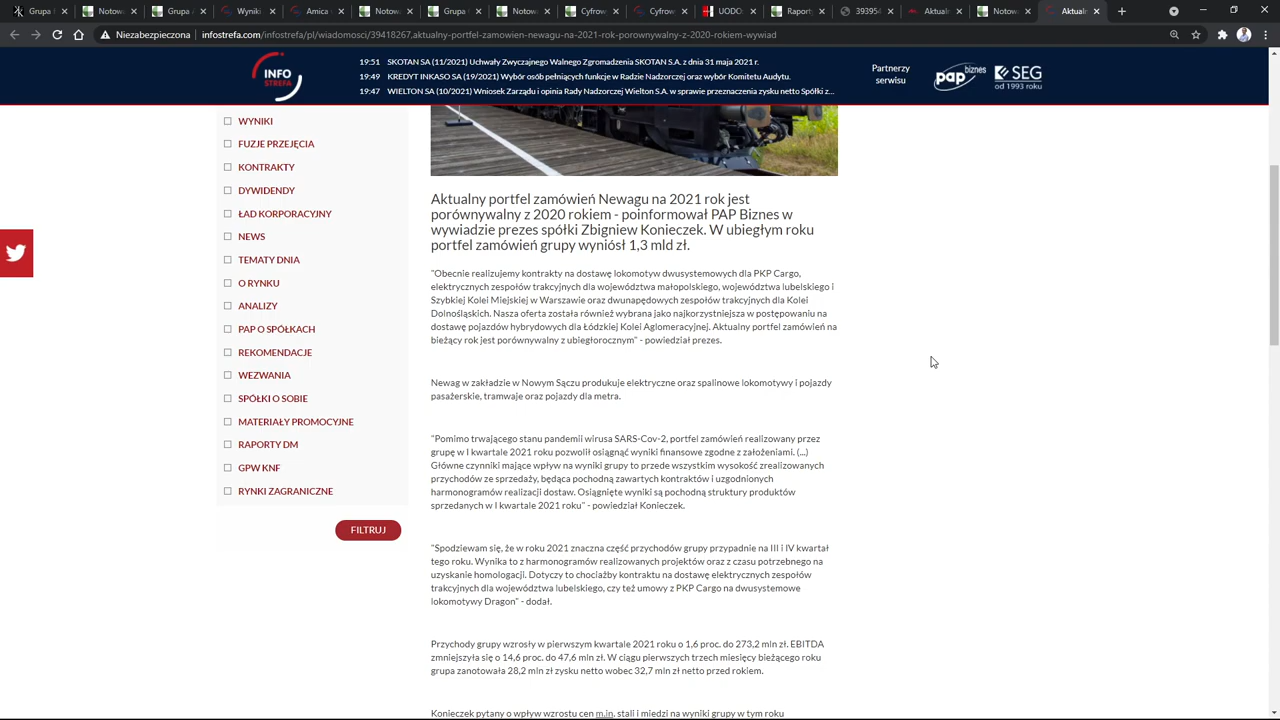 Grupa S
Notow
Amica
Notow
Grupa
Notow
Cyfrow
Notow
UODO
Notow
39395
Aktualn
Notow
Aktualn
Niezabezpieczona
infostrefa.com/infostrefa/pl/wiadomosci/39418267,aktualny-portfel-zamowien-newagu-na-2021-rok-porownywalny-z-2020-rokiem-wywiad
INFO
STREFA
19:51 SKOTAN SA (11/2021) Uchwały Zwyczajnego Walnego Zgromadzenia SKOTAN S.A. z dnia 31 maja 2021 r.
19:49 KREDYT INKASO SA (19/2021) Wybór osób pełniących funkcje w Radzie Nadzorczej oraz wybór Komitetu Audytu.
19:47 WIELTON SA (10/2021) Wniosek Zarządu i opinia Rady Nadzorczej Wielton S.A. w sprawie przeznaczenia zysku netto Spółki z...
Partnerzy
serwisu
pap biznes
SEG
od 1993 roku
WYNIKI
FUZJE PRZEJĘCIA
KONTRAKTY
DYWIDENDY
ŁAD KORPORACYJNY
NEWS
TEMATY DNIA
O RYNKU
ANALIZY
PAP O SPÓŁKACH
REKOMENDACJE
WEZWANIA
SPÓŁKI O SOBIE
MATERIAŁY PROMOCYJNE
RAPORTY DM
GPW KNF
RYNKI ZAGRANICZNE
FILTRUJ
Aktualny portfel zamówień Newagu na 2021 rok jest
porównywalny z 2020 rokiem - poinformował PAP Biznes w
wywiadzie prezes spółki Zbigniew Konieczek. W ubiegłym roku
portfel zamówień grupy wyniósł 1,3 mld zł.
"Obecnie realizujemy kontrakty na dostawę lokomotyw dwusystemowych dla PKP Cargo,
elektrycznych zespołów trakcyjnych dla województwa małopolskiego, województwa lubelskiego i
Szybkiej Kolei Miejskiej w Warszawie oraz dwunapędowych zespołów trakcyjnych dla Kolei
Dolnośląskich. Nasza oferta została również wybrana jako najkorzystniejsza w postępowaniu na
dostawę pojazdów hybrydowych dla Łódzkiej Kolei Aglomeracyjnej. Aktualny portfel zamówień na
bieżący rok jest porównywalny z ubiegłorocznym" - powiedział prezes.
Newag w zakładzie w Nowym Sączu produkuje elektryczne oraz spalinowe lokomotywy i pojazdy
pasażerskie, tramwaje oraz pojazdy dla metra.
"Pomimo trwającego stanu pandemii wirusa SARS-Cov-2, portfel zamówień realizowany przez
grupę w I kwartale 2021 roku pozwolił osiągnąć wyniki finansowe zgodne z założeniami. (...)
Główne czynniki mające wpływ na wyniki grupy to przede wszystkim wysokość zrealizowanych
przychodów ze sprzedaży, będąca pochodną zawartych kontraktów i uzgodnionych
harmonogramów realizacji dostaw. Osiągnięte wyniki są pochodną struktury produktów
sprzedanych w I kwartale 2021 roku" - powiedział Konieczek.
"Spodziewam się, że w roku 2021 znaczna część przychodów grupy przypadnie na III i IV kwartał
tego roku. Wynika to z harmonogramów realizowanych projektów oraz z czasu potrzebnego na
uzyskanie homologacji. Dotyczy to chociażby kontraktu na dostawę elektrycznych zespołów
trakcyjnych dla województwa lubelskiego, czy też umowy z PKP Cargo na dwusystemowe
lokomotywy Dragon" - dodał.
Przychody grupy wzrosły w pierwszym kwartale 2021 roku o 1,6 proc. do 273,2 mln zł. EBITDA
zmniejszyła się o 14,6 proc. do 47,6 mln zł. W ciągu pierwszych trzech miesięcy bieżącego roku
grupa zanotowała 28,2 mln zł zysku netto wobec 32,7 mln zł netto przed rokiem.
Konieczek pytany o wpływ wzrostu cen m.in. stali i miedzi na wyniki grupy w tym roku